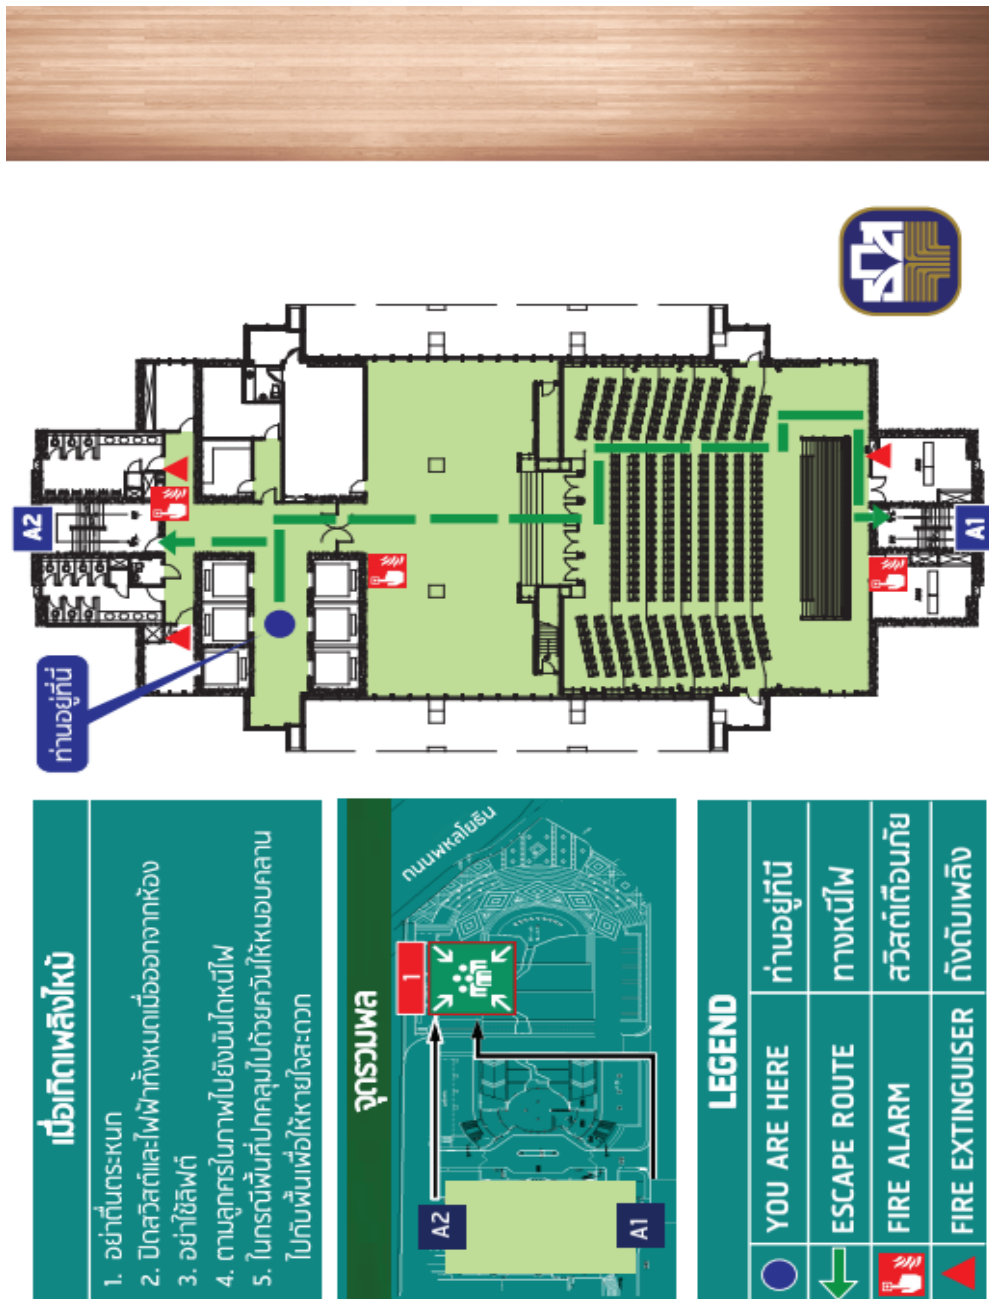 ธกส
A2
A1
ท่านอยู่ที่นี่
เมื่อเกิดเพลิงไหม้
1. อย่าตื่นตระหนก
2. ปิดสวิสต์และไฟฟ้าทั้งหมดเมื่อออกจากห้อง
3. อย่าใช้ลิฟต์
4. ตามลูกศรในภาพไปยังบันไดหนีไฟ
5. ในกรณีพื้นที่ปกคลุมไปด้วยควันให้หมอบคลาน
ไปกับพื้นเพื่อให้หายใจสะดวก
จุดรวมพล
ถนนพหลโยธิน
1
A2
A1
LEGEND
YOU ARE HERE ท่านอยู่ที่นี่
ESCAPE ROUTE ทางหนีไฟ
FIRE ALARM สวิสต์เตือนภัย
FIRE EXTINGUISER ถังดับเพลิง